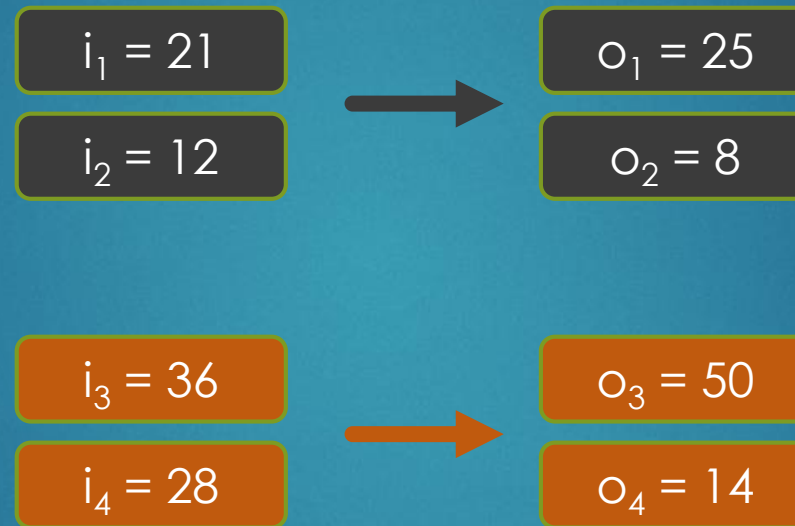 i₁ = 21
i₂ = 12
o₁ = 25
o₂ = 8
i₃ = 36
i₄ = 28
o₃ = 50
o₄ = 14